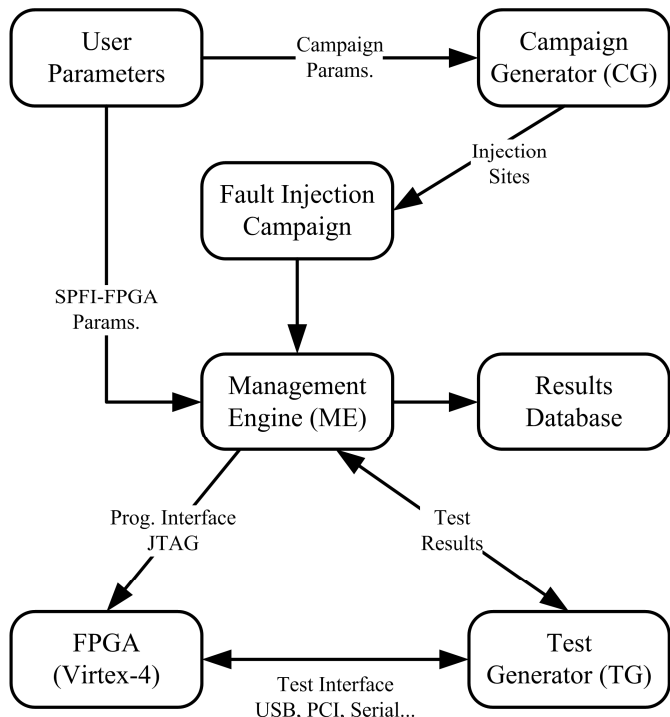 User
Parameters
Campaign
Params.
Campaign
Generator (CG)
Injection
Sites
Fault Injection
Campaign
SPFI-FPGA
Params.
Management
Engine (ME)
Results
Database
Prog. Interface
JTAG
Test
Results
FPGA
(Virtex-4)
Test Interface
USB, PCI, Serial...
Test
Generator (TG)